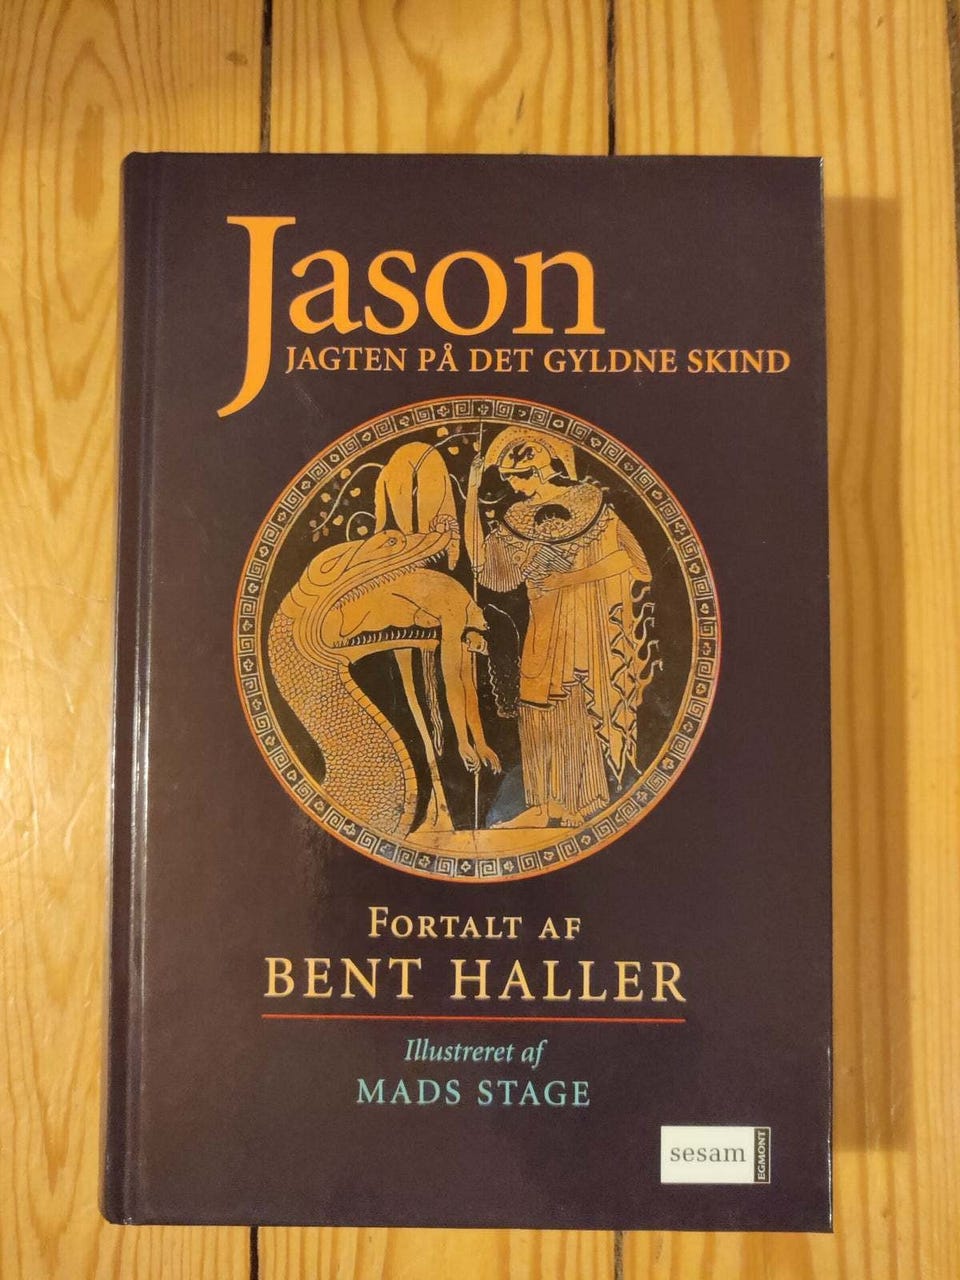 Jason
JAGTEN PÅ DET GYLDNE SKIND
FORTALT AF
BENT HALLER
Illustreret af
MADS STAGE
sesam
EGMONT